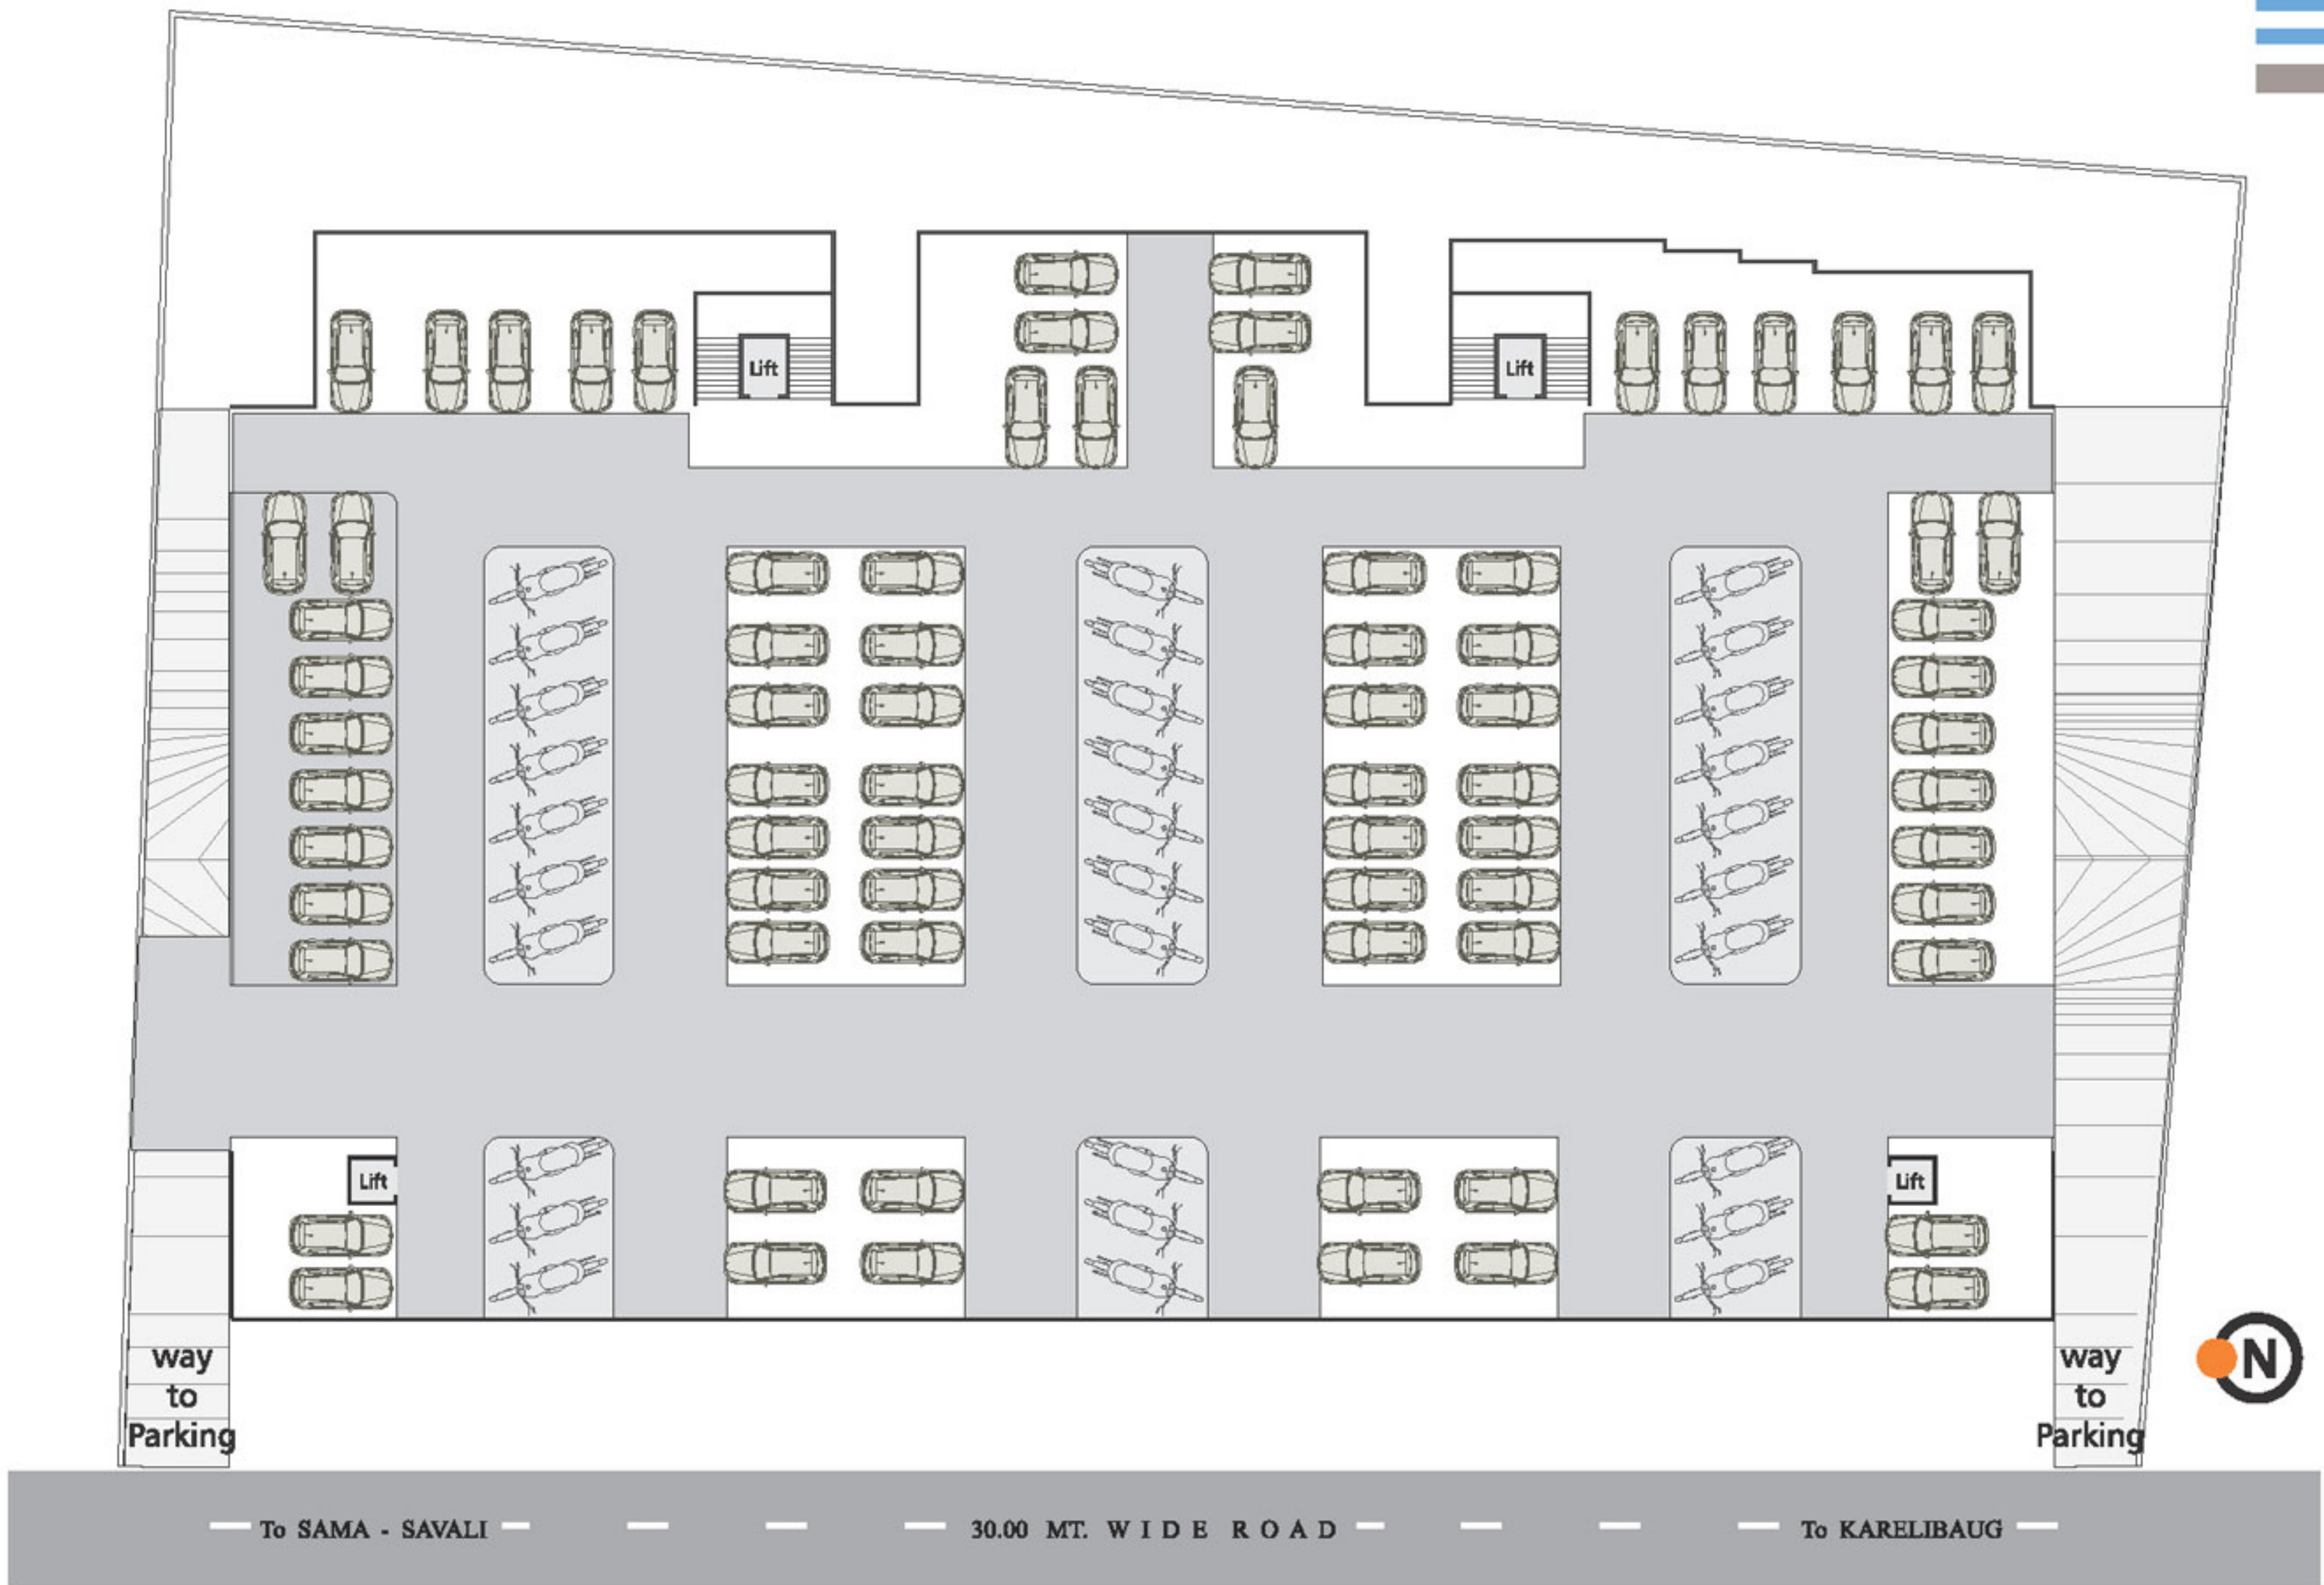 Lift
Lift
Lift
Lift
way
to
Parking
way
to
Parking
N
To SAMA - SAVALI
30.00 MT. WIDE ROAD
To KARELIBAUG